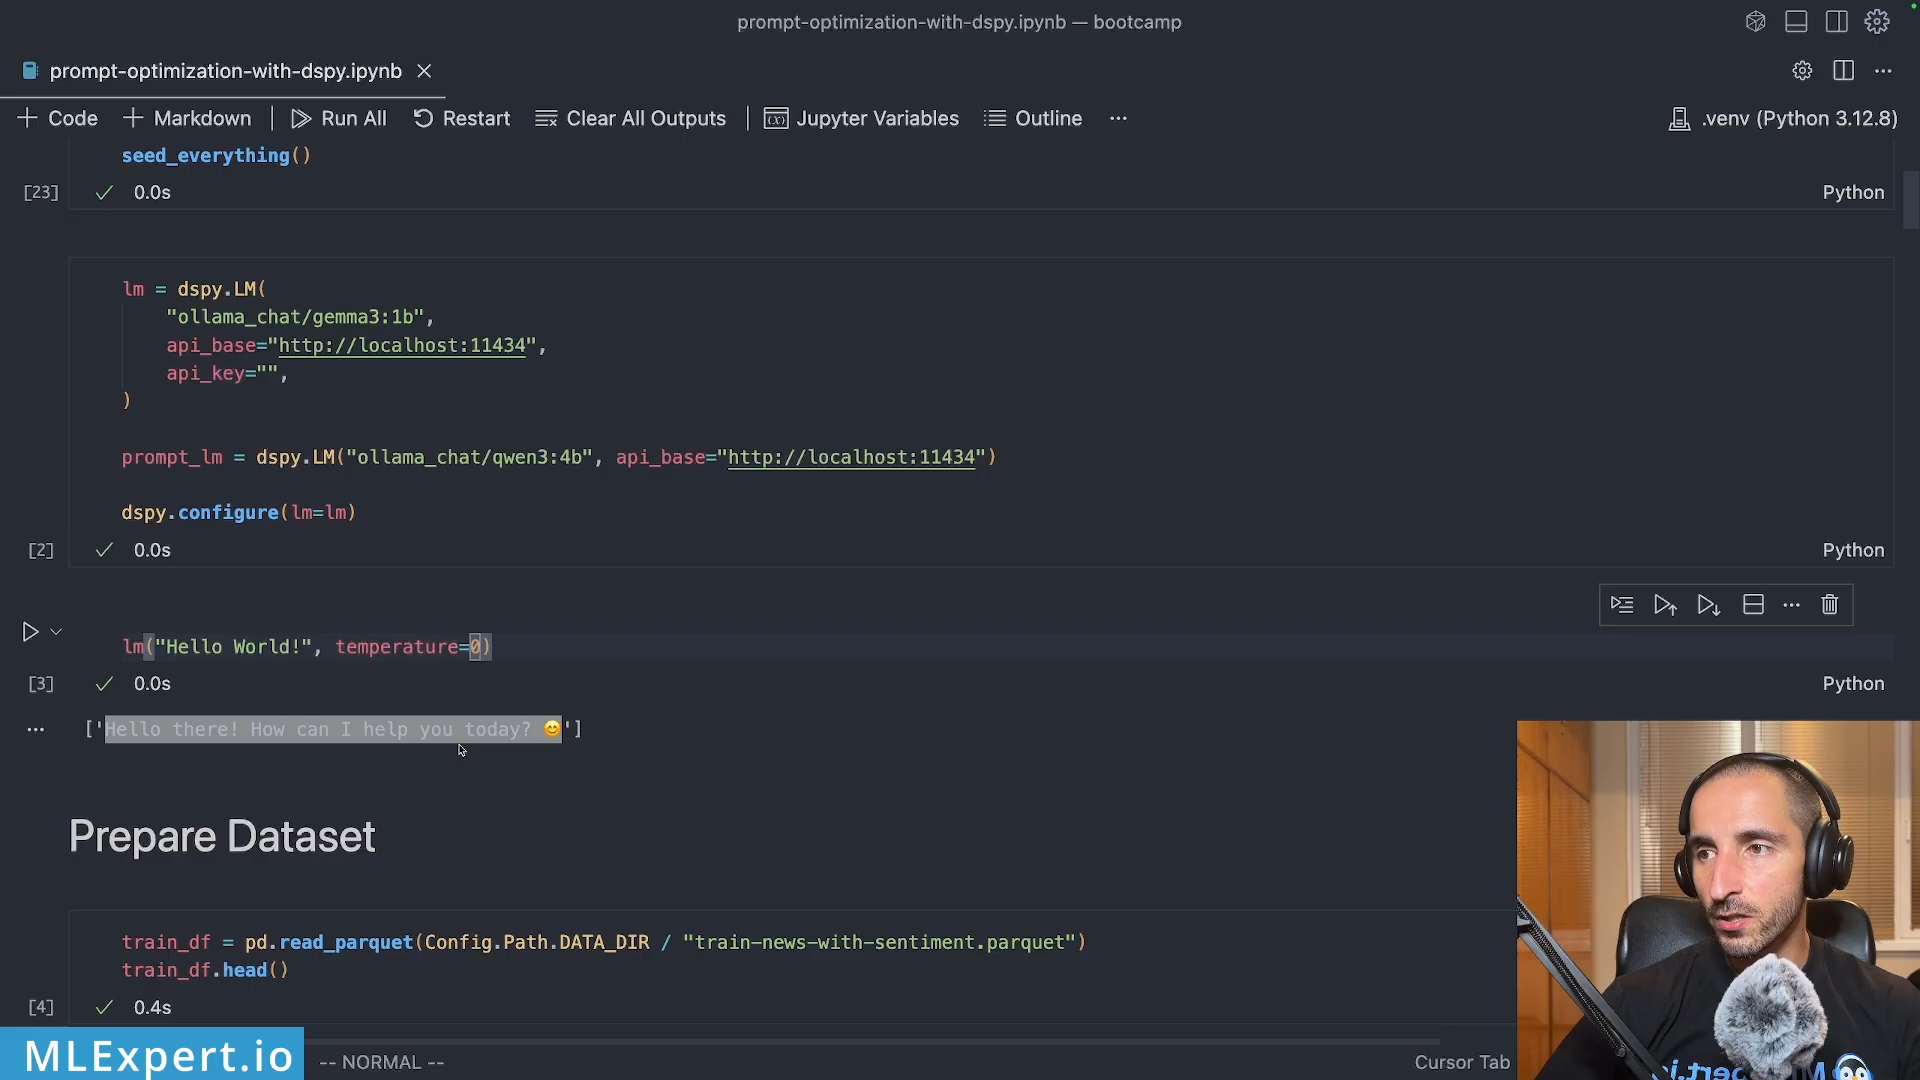 prompt-optimization-with-dspy.ipynb — bootcamp
prompt-optimization-with-dspy.ipynb
Code Markdown Run All Restart Clear All Outputs Jupyter Variables Outline ... .venv (Python 3.12.8)
seed_everything()
[23] 0.0s Python
lm = dspy.LM(
"ollama_chat/gemma3:1b",
api_base="http://localhost:11434",
api_key="",
)
prompt_lm = dspy.LM("ollama_chat/qwen3:4b", api_base="http://localhost:11434")
dspy.configure(lm=lm)
[2] 0.0s Python
lm("Hello World!", temperature=0)
[3] 0.0s Python
... ['Hello there! How can I help you today? 😊']
Prepare Dataset
train_df = pd.read_parquet(Config.Path.DATA_DIR / "train-news-with-sentiment.parquet")
train_df.head()
[4] 0.4s
MLExpert.io -- NORMAL -- Cursor Tab